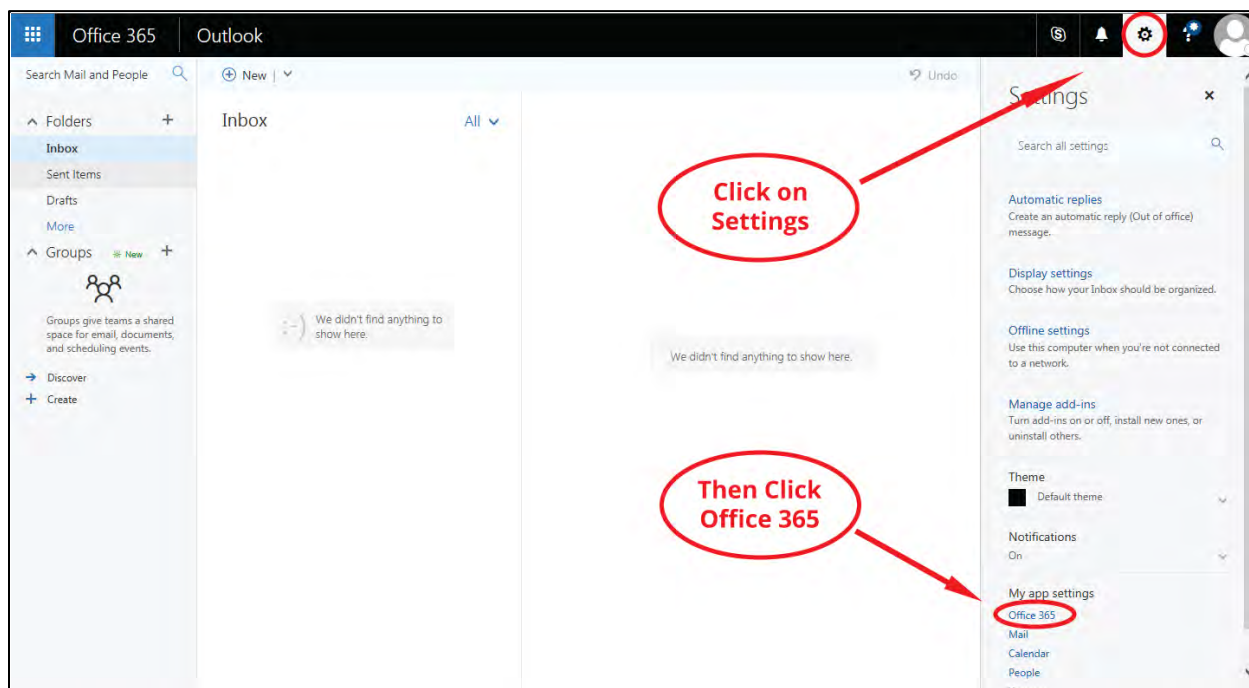 Office 365
Outlook
Search Mail and People
New
Undo
Folders
Inbox
Sent Items
Drafts
More
Groups
New
Groups give teams a shared
space for email, documents,
and scheduling events.
Discover
Create
Inbox
All
:-)
We didn't find anything to
show here.
We didn't find anything to show here.
Click on
Settings
Then Click
Office 365
Settings
Search all settings
Automatic replies
Create an automatic reply (Out of office)
message.
Display settings
Choose how your Inbox should be organized.
Offline settings
Use this computer when you're not connected
to a network.
Manage add-ins
Turn add-ins on or off, install new ones, or
uninstall others.
Theme
Default theme
Notifications
On
My app settings
Office 365
Mail
Calendar
People